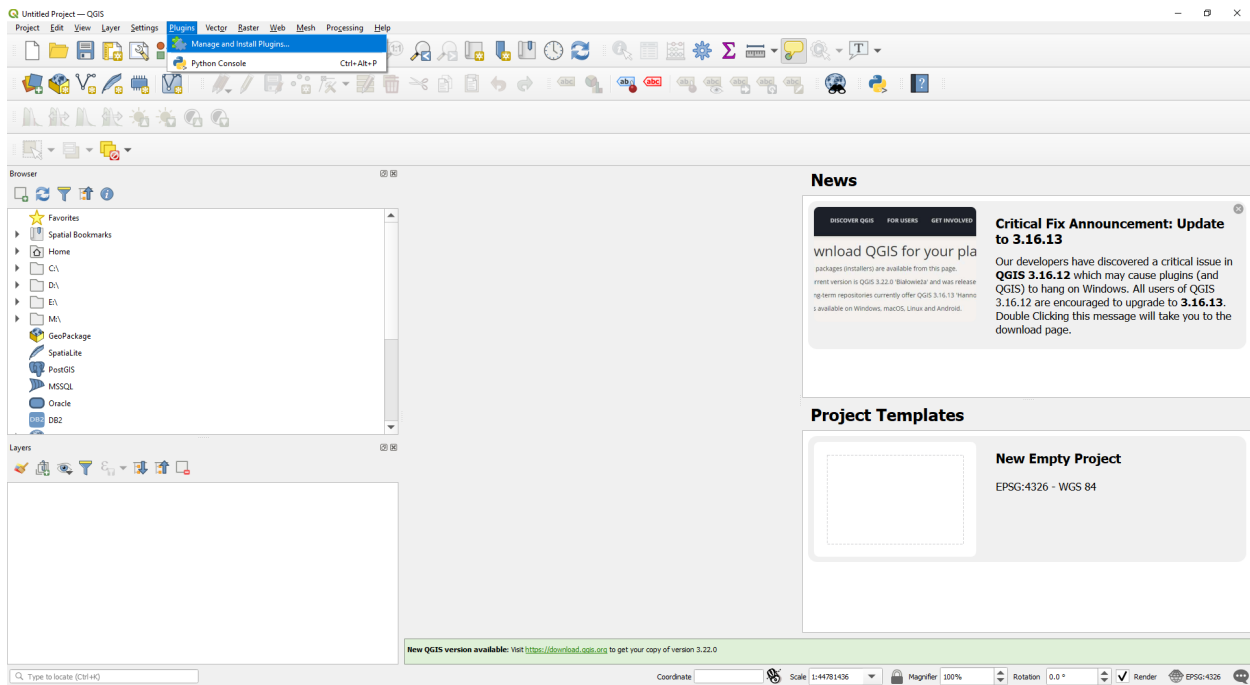 Untitled Project — QGIS
Project Edit View Layer Settings Plugins Vector Raster Web Mesh Processing Help
Manage and Install Plugins...
Python Console Ctrl+Alt+P
Browser
Favorites
Spatial Bookmarks
Home
C:\
D:\
E:\
M:\
GeoPackage
SpatiaLite
PostGIS
MSSQL
Oracle
DB2 DB2
Layers
News
DISCOVER QGIS FOR USERS GET INVOLVED
wnload QGIS for your pla
packages (installers) are available from this page.
rrent version is QGIS 3.22.0 'Białowieża' and was release
ng-term repositories currently offer QGIS 3.16.13 'Hanno
s available on Windows, macOS, Linux and Android.
Critical Fix Announcement: Update
to 3.16.13
Our developers have discovered a critical issue in
QGIS 3.16.12 which may cause plugins (and
QGIS) to hang on Windows. All users of QGIS
3.16.12 are encouraged to upgrade to 3.16.13.
Double Clicking this message will take you to the
download page.
Project Templates
New Empty Project
EPSG:4326 - WGS 84
New QGIS version available: Visit https://download.qgis.org to get your copy of version 3.22.0
Type to locate (Ctrl+K)
Coordinate
Scale 1:44781436
Magnifier 100%
Rotation 0.0 °
Render
EPSG:4326